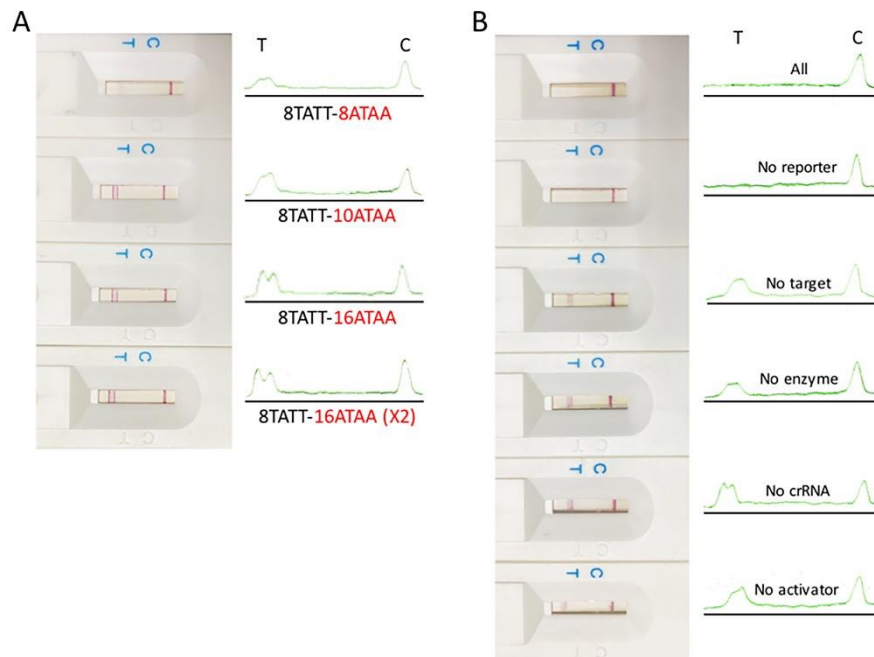 A
C
T
C
T
C
T
C
T
C T
C T
C T
C T
T C
8TATT-8ATAA
8TATT-10ATAA
8TATT-16ATAA
8TATT-16ATAA (X2)
B
C
T
C
T
C
T
C
T
C
T
C
T
C T
C T
C T
C T
C T
T C
All
No reporter
No target
No enzyme
No crRNA
No activator